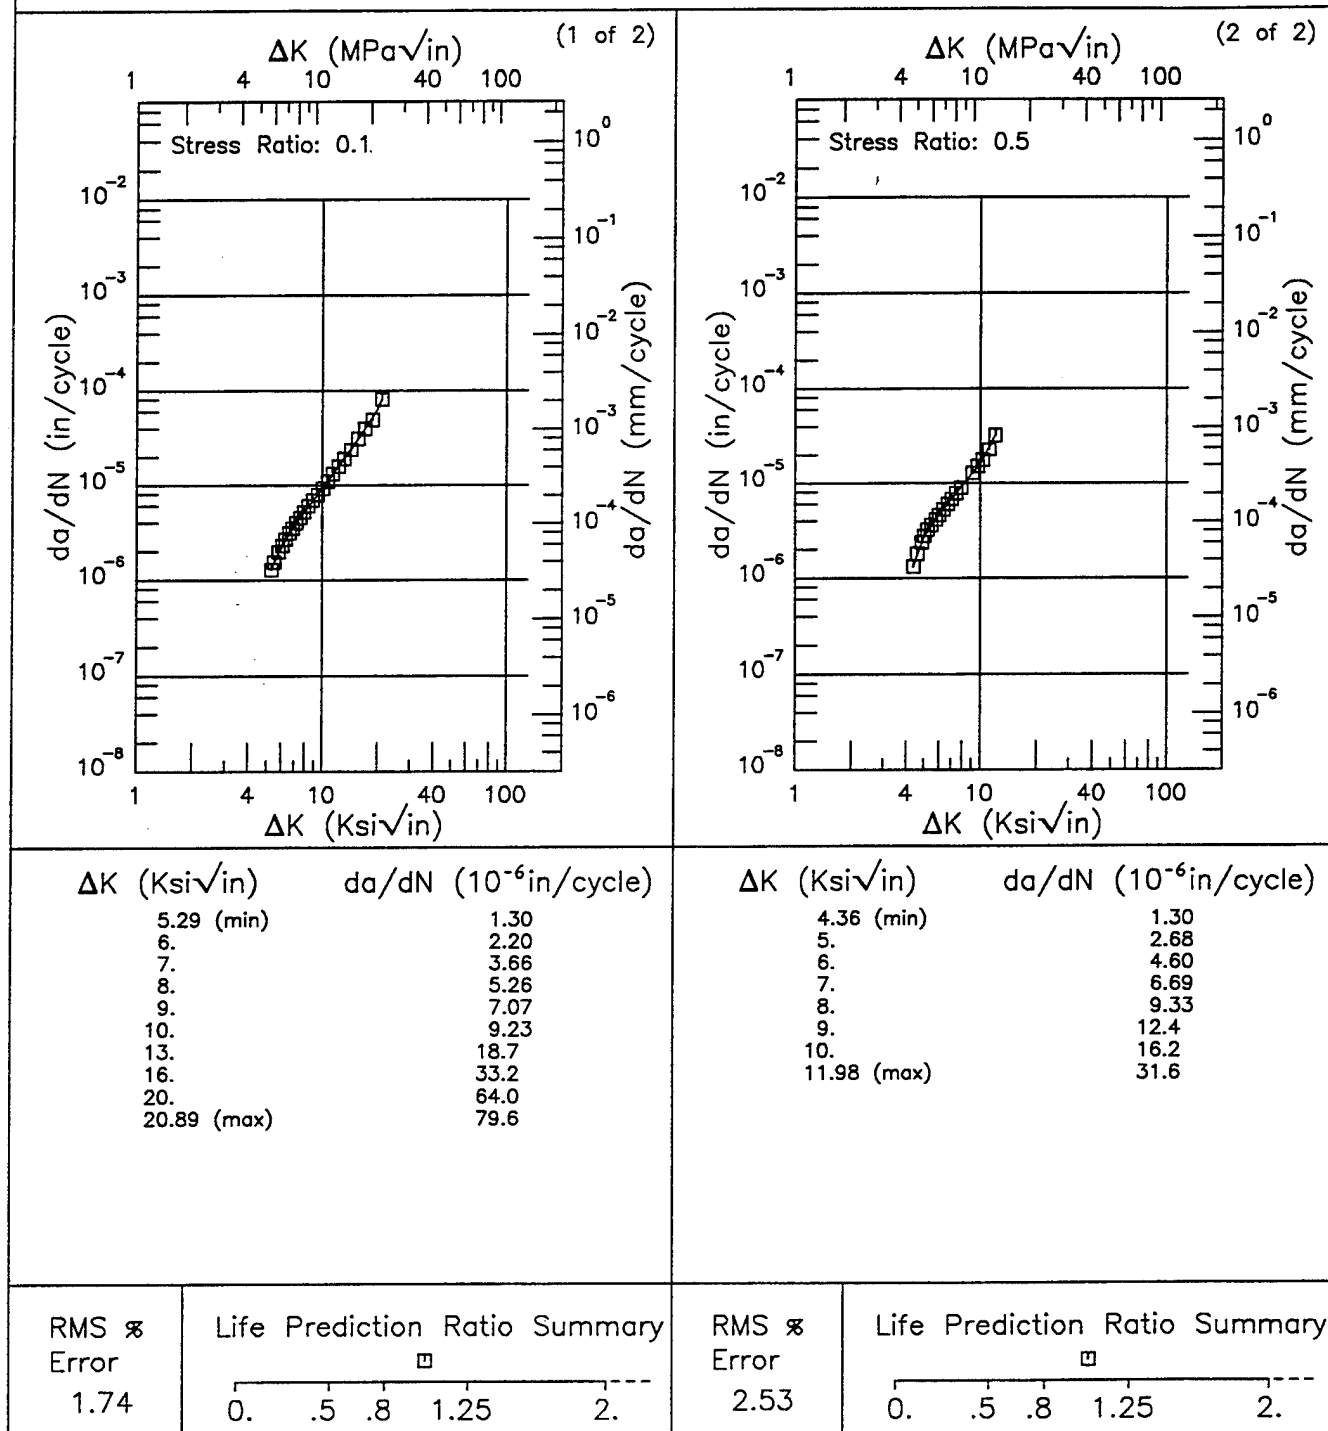 (1 of 2)
ΔK (MPa√in)
1 4 10 40 100
Stress Ratio: 0.1
da/dN (in/cycle)
10⁻²
10⁻³
10⁻⁴
10⁻⁵
10⁻⁶
10⁻⁷
10⁻⁸
da/dN (mm/cycle)
10⁰
10⁻¹
10⁻²
10⁻³
10⁻⁴
10⁻⁵
10⁻⁶
1 4 10 40 100
ΔK (Ksi√in)
ΔK (Ksi√in) da/dN (10⁻⁶in/cycle)
5.29 (min) 1.30
6. 2.20
7. 3.66
8. 5.26
9. 7.07
10. 9.23
13. 18.7
16. 33.2
20. 64.0
20.89 (max) 79.6
RMS % Error
1.74
Life Prediction Ratio Summary
0. .5 .8 1.25 2.
(2 of 2)
ΔK (MPa√in)
1 4 10 40 100
Stress Ratio: 0.5
da/dN (in/cycle)
10⁻²
10⁻³
10⁻⁴
10⁻⁵
10⁻⁶
10⁻⁷
10⁻⁸
da/dN (mm/cycle)
10⁰
10⁻¹
10⁻²
10⁻³
10⁻⁴
10⁻⁵
10⁻⁶
1 4 10 40 100
ΔK (Ksi√in)
ΔK (Ksi√in) da/dN (10⁻⁶in/cycle)
4.36 (min) 1.30
5. 2.68
6. 4.60
7. 6.69
8. 9.33
9. 12.4
10. 16.2
11.98 (max) 31.6
RMS % Error
2.53
Life Prediction Ratio Summary
0. .5 .8 1.25 2.